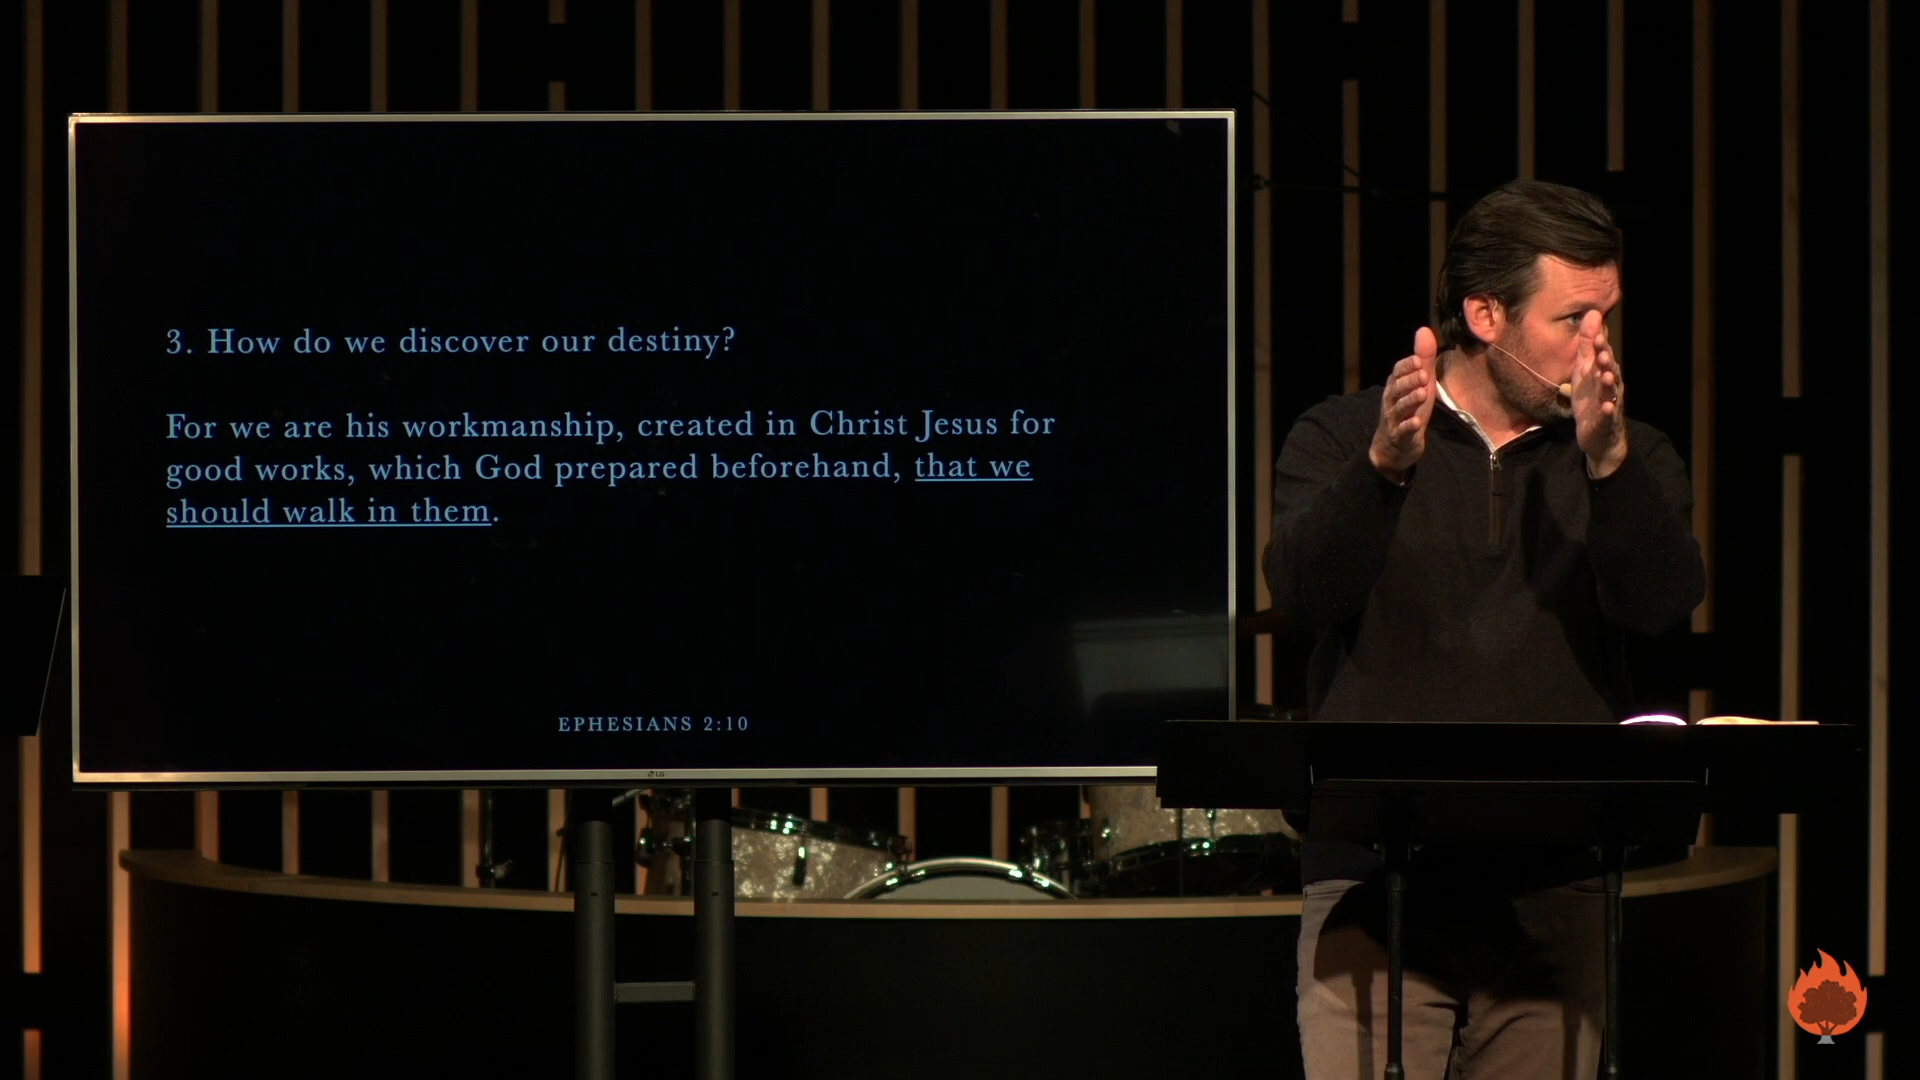 3. How do we discover our destiny?
For we are his workmanship, created in Christ Jesus for
good works, which God prepared beforehand, that we
should walk in them.
EPHESIANS 2:10
LG